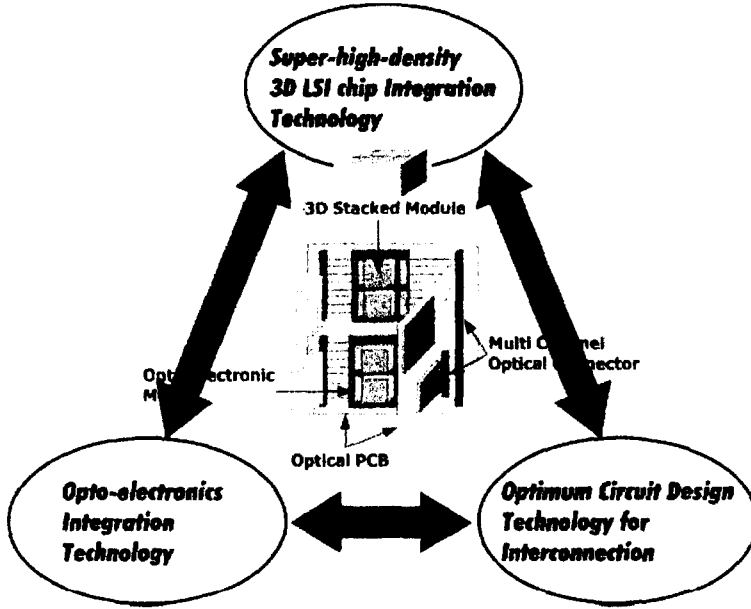 Super-high-density
3D LSI chip Integration
Technology
3D Stacked Module
Multi
Optical
Optical PCB
Opto-electronics
Integration
Technology
Optimum Circuit Design
Technology for
Interconnection